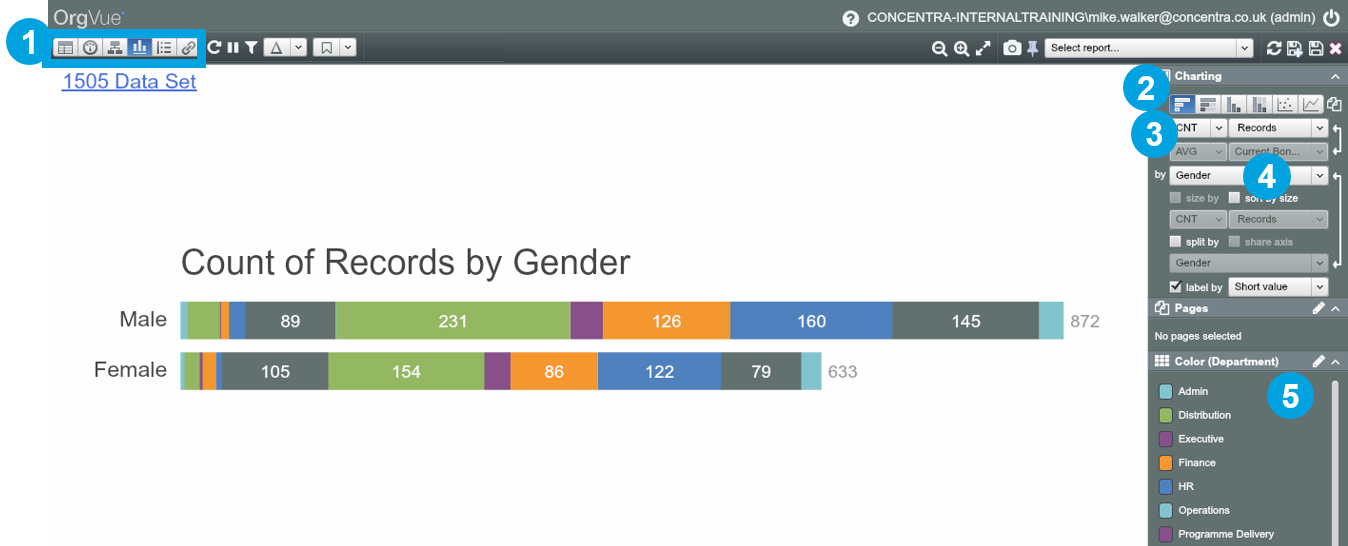 OrgVue
CONCENTRA-INTERNALTRAINING\mike.walker@concentra.co.uk (admin)
1
Select report...
1505 Data Set
Charting
2
3
CNT Records
AVG Current Bon...
by Gender
4
size by sort by size
CNT Records
split by share axis
Gender
label by Short value
Pages
No pages selected
Color (Department)
5
Admin
Distribution
Executive
Finance
HR
Operations
Programme Delivery
Count of Records by Gender
Male 89 231 126 160 145 872
Female 105 154 86 122 79 633